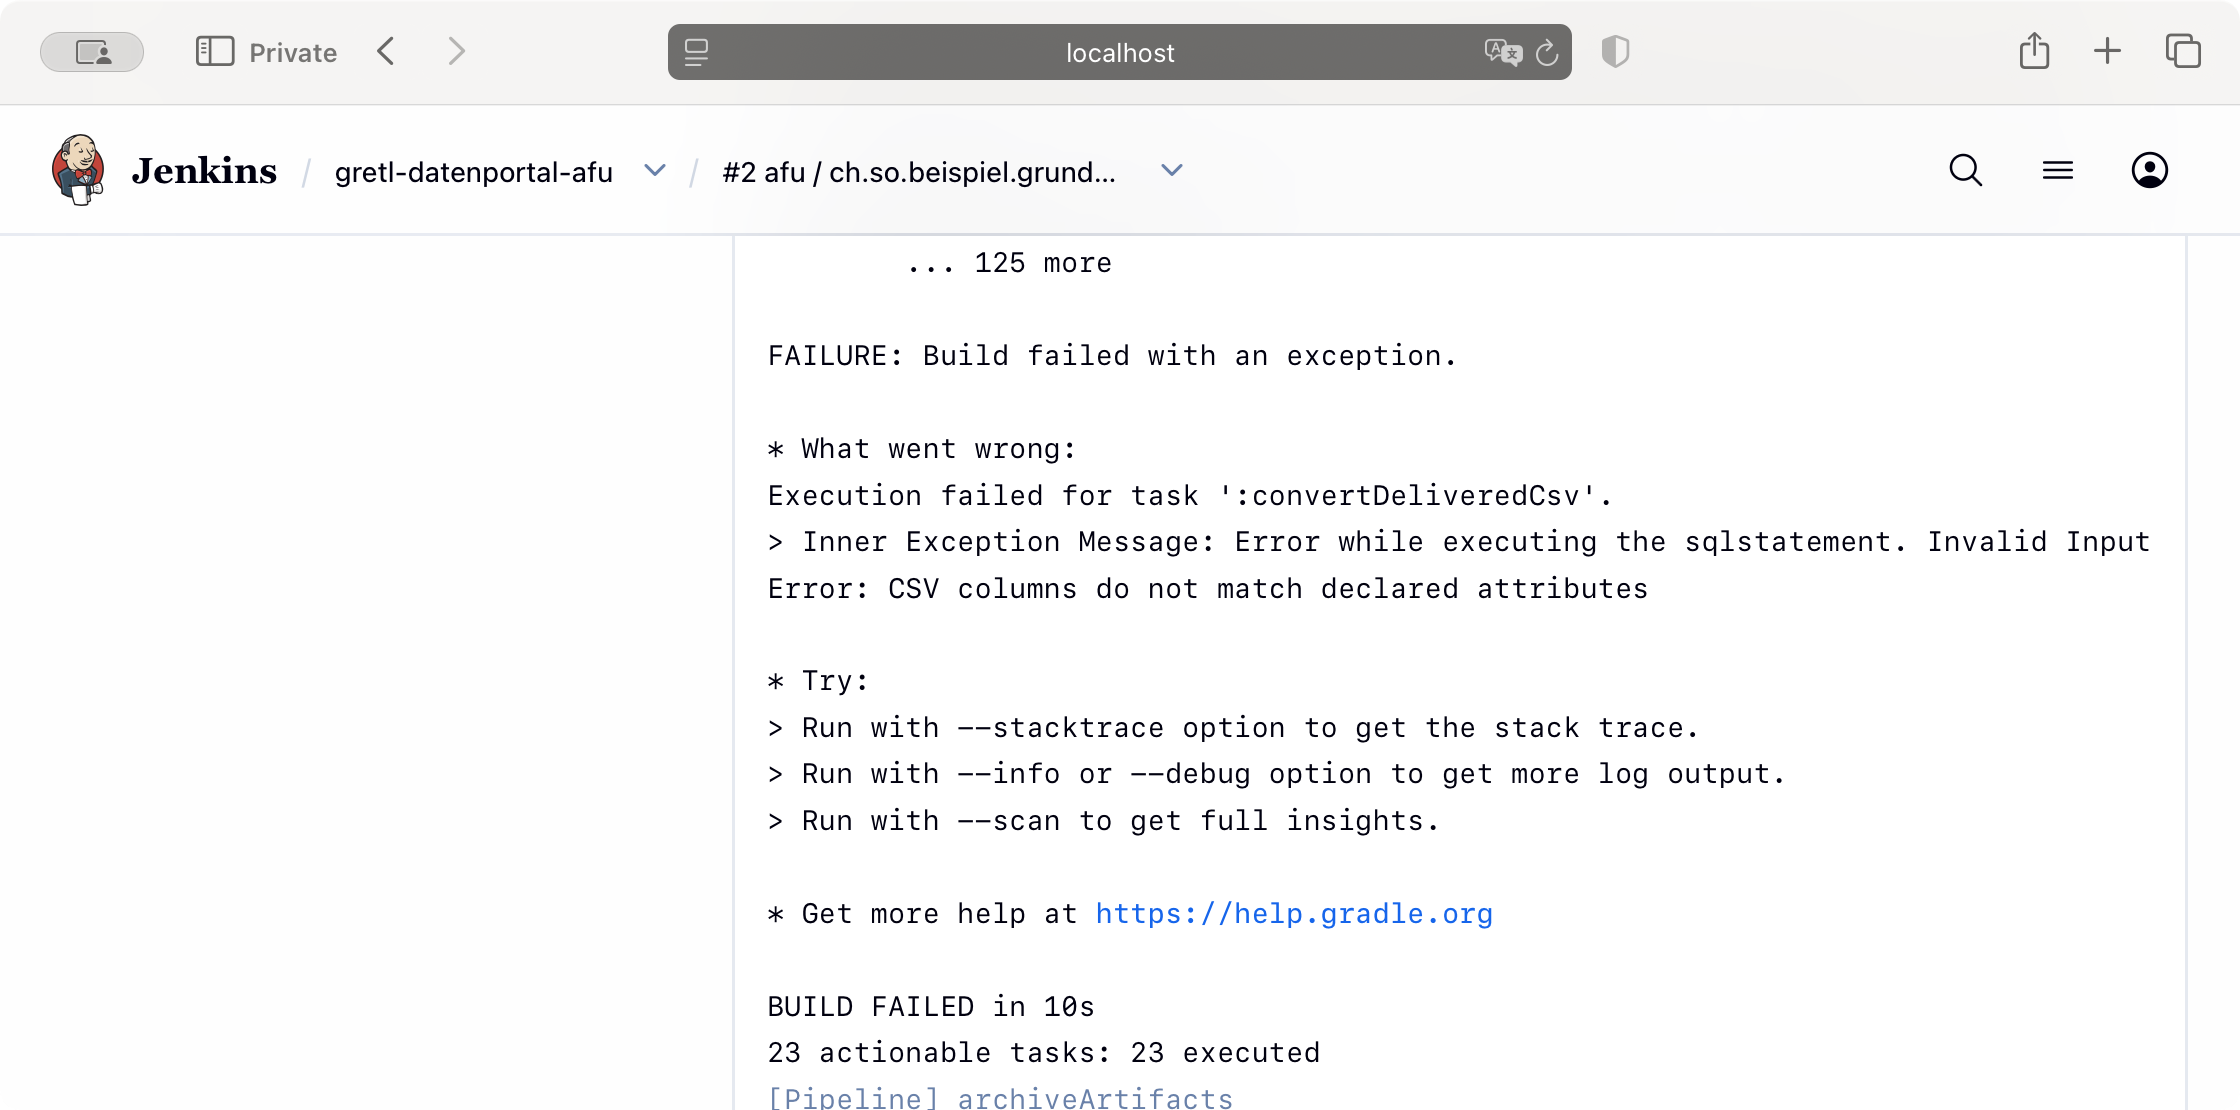 Private
localhost
Jenkins / gretl-datenportal-afu / #2 afu / ch.so.beispiel.grund...
... 125 more
FAILURE: Build failed with an exception.
* What went wrong:
Execution failed for task ':convertDeliveredCsv'.
> Inner Exception Message: Error while executing the sqlstatement. Invalid Input
Error: CSV columns do not match declared attributes
* Try:
> Run with --stacktrace option to get the stack trace.
> Run with --info or --debug option to get more log output.
> Run with --scan to get full insights.
* Get more help at https://help.gradle.org
BUILD FAILED in 10s
23 actionable tasks: 23 executed
[Pipeline] archiveArtifacts